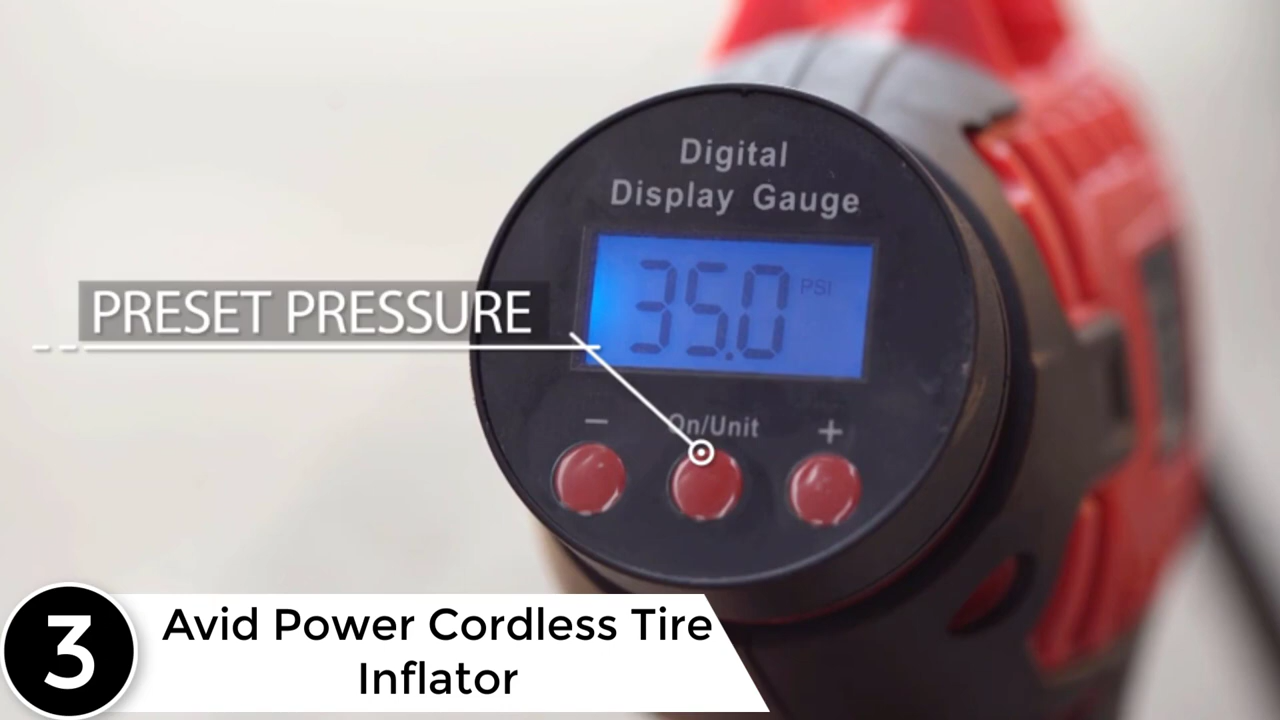 Digital
Display Gauge
35.0 PSI
PRESET PRESSURE
− On/Unit +
3
Avid Power Cordless Tire
Inflator